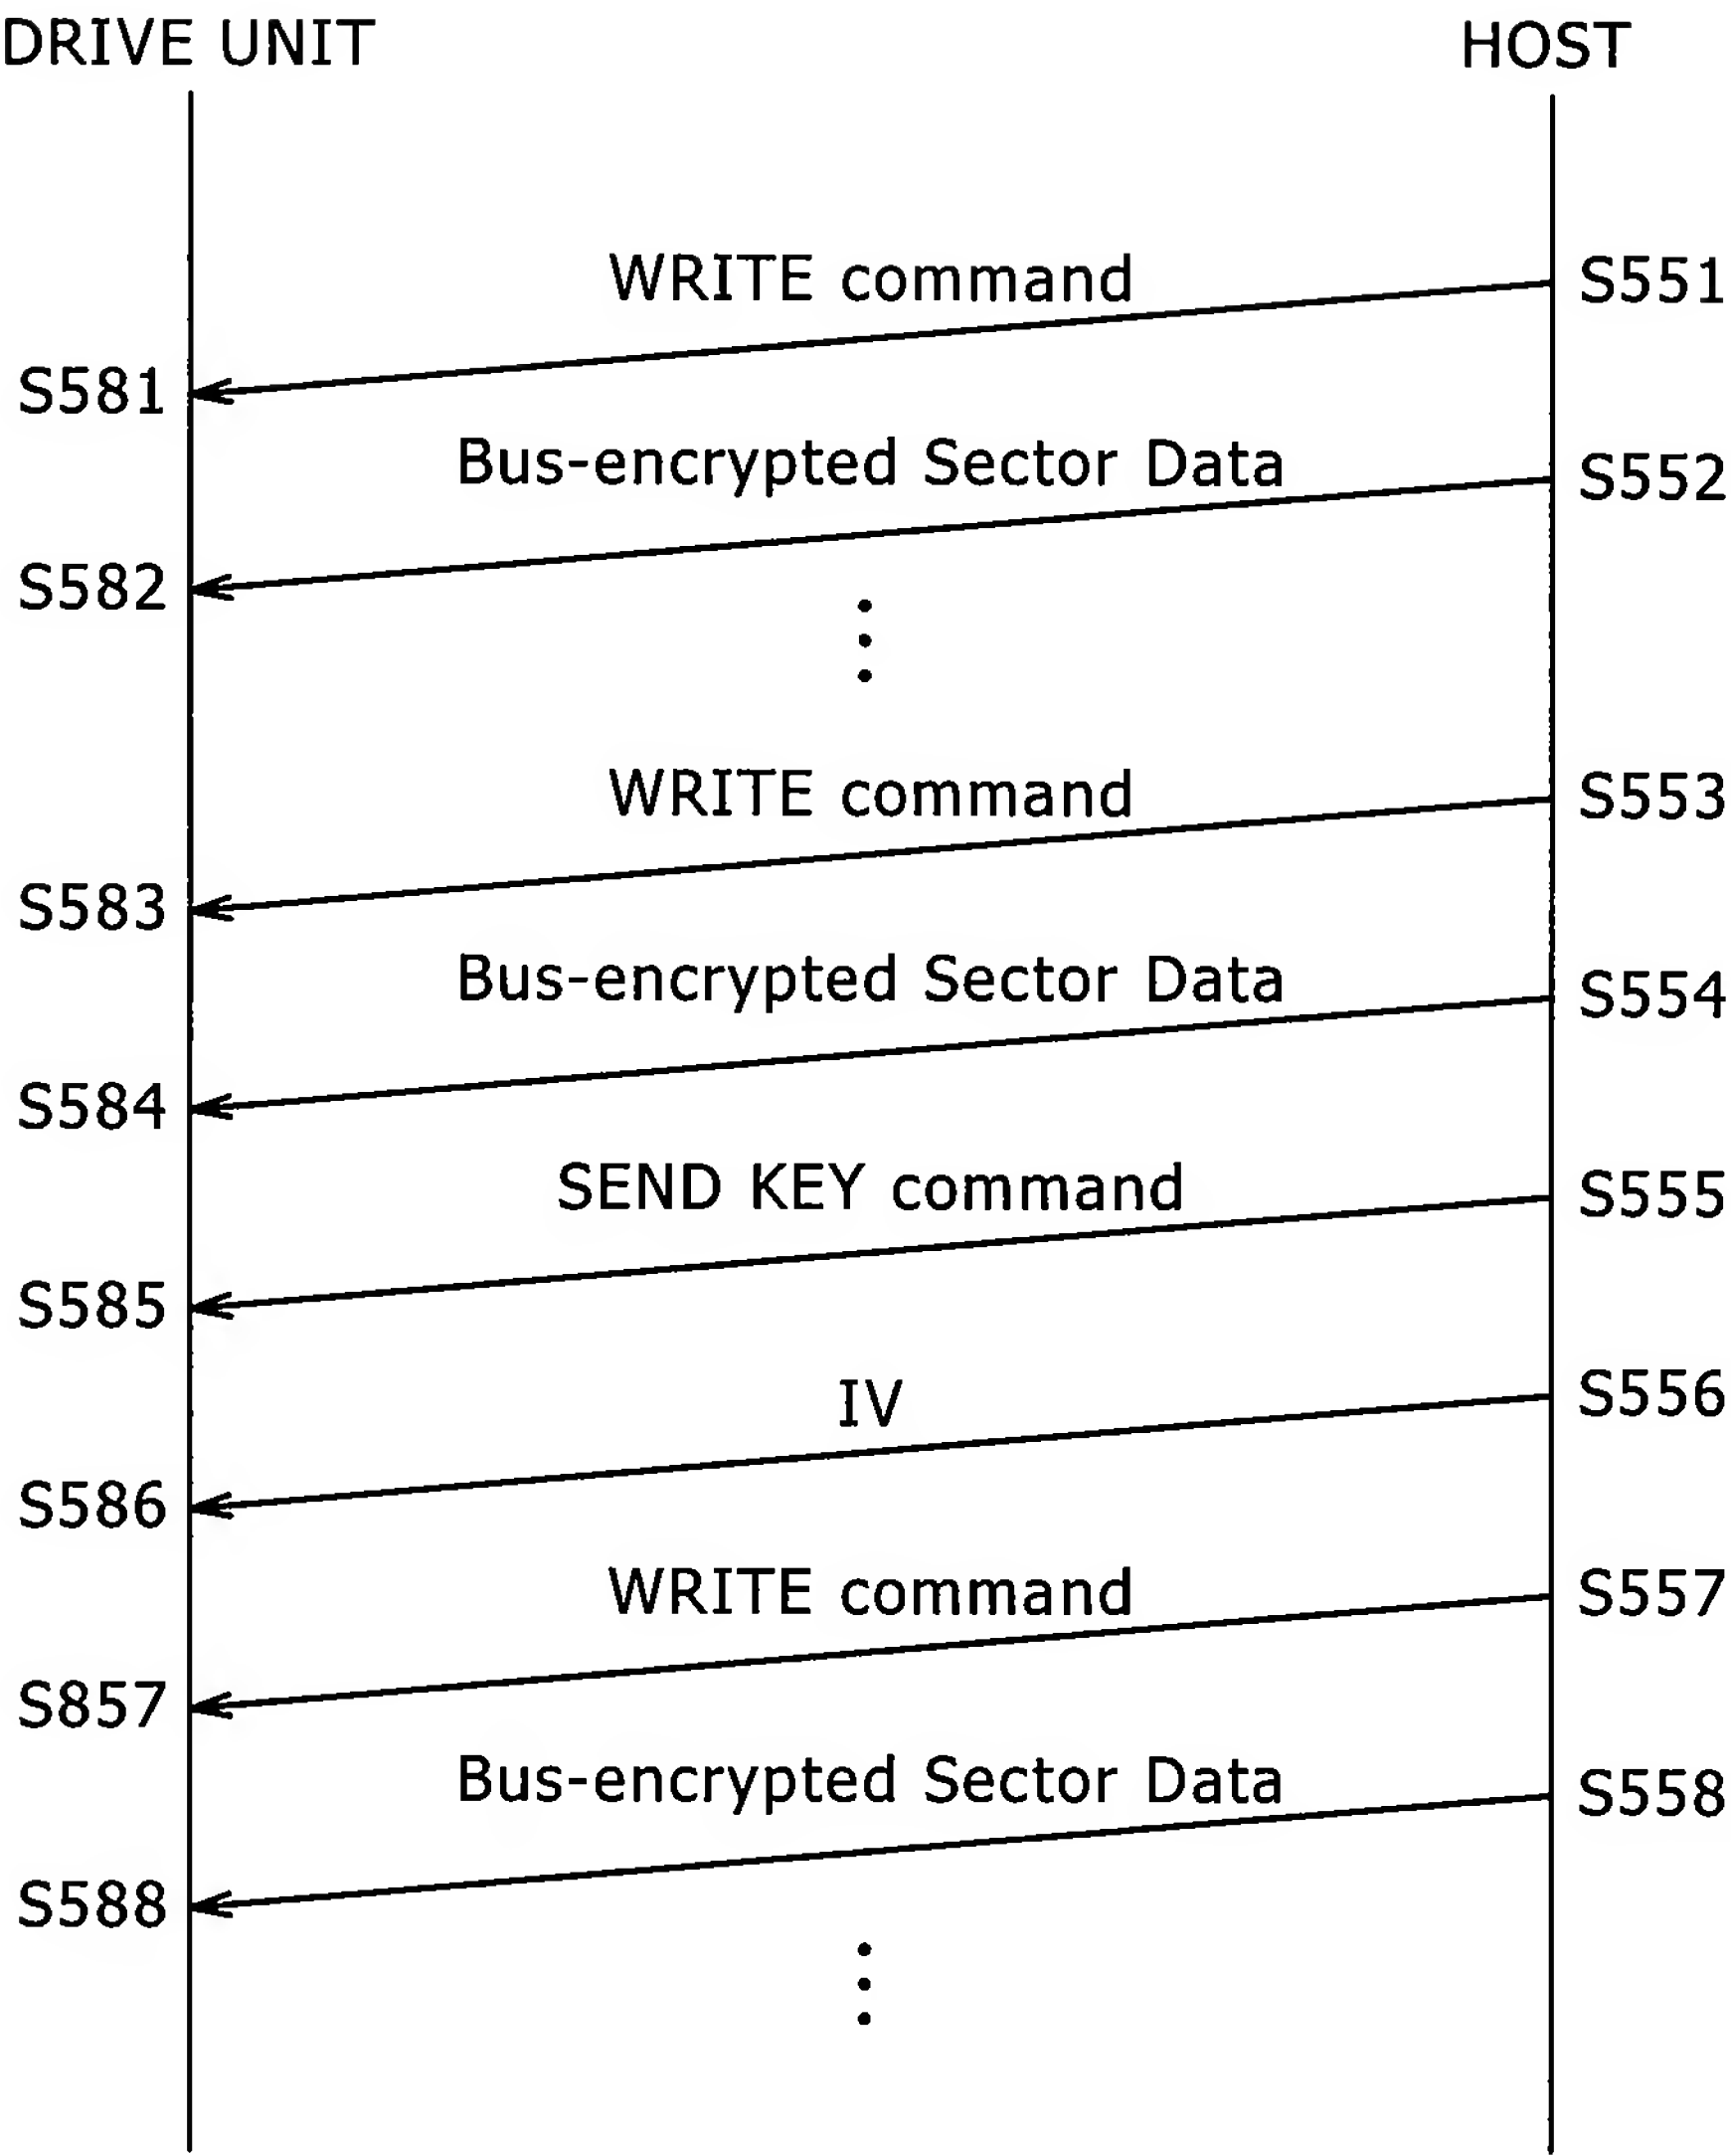 DRIVE UNIT
HOST
WRITE command
S551
S581
Bus-encrypted Sector Data
S552
S582
WRITE command
S553
S583
Bus-encrypted Sector Data
S554
S584
SEND KEY command
S555
S585
IV
S556
S586
WRITE command
S557
S857
Bus-encrypted Sector Data
S558
S588